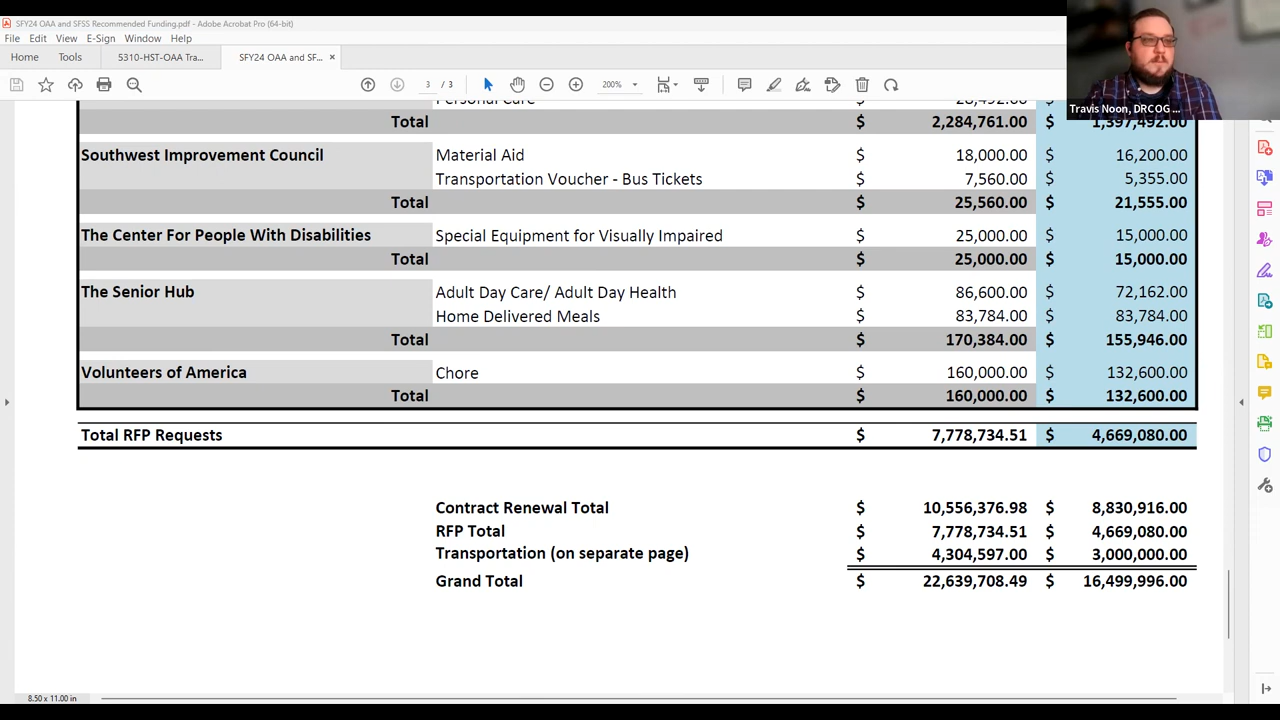 SFY24 OAA and SFSS Recommended Funding.pdf - Adobe Acrobat Pro (64-bit)
File Edit View E-Sign Window Help
Home Tools 5310-HST-OAA Tra... SFY24 OAA and SF... ×
3 / 3 200%
Travis Noon, DRCOG ...
Personal Care $ 28,492.00 $
Total $ 2,284,761.00 $ 1,397,492.00
Southwest Improvement Council Material Aid $ 18,000.00 $ 16,200.00
Transportation Voucher - Bus Tickets $ 7,560.00 $ 5,355.00
Total $ 25,560.00 $ 21,555.00
The Center For People With Disabilities Special Equipment for Visually Impaired $ 25,000.00 $ 15,000.00
Total $ 25,000.00 $ 15,000.00
The Senior Hub Adult Day Care/ Adult Day Health $ 86,600.00 $ 72,162.00
Home Delivered Meals $ 83,784.00 $ 83,784.00
Total $ 170,384.00 $ 155,946.00
Volunteers of America Chore $ 160,000.00 $ 132,600.00
Total $ 160,000.00 $ 132,600.00
Total RFP Requests $ 7,778,734.51 $ 4,669,080.00
Contract Renewal Total $ 10,556,376.98 $ 8,830,916.00
RFP Total $ 7,778,734.51 $ 4,669,080.00
Transportation (on separate page) $ 4,304,597.00 $ 3,000,000.00
Grand Total $ 22,639,708.49 $ 16,499,996.00
8.50 x 11.00 in